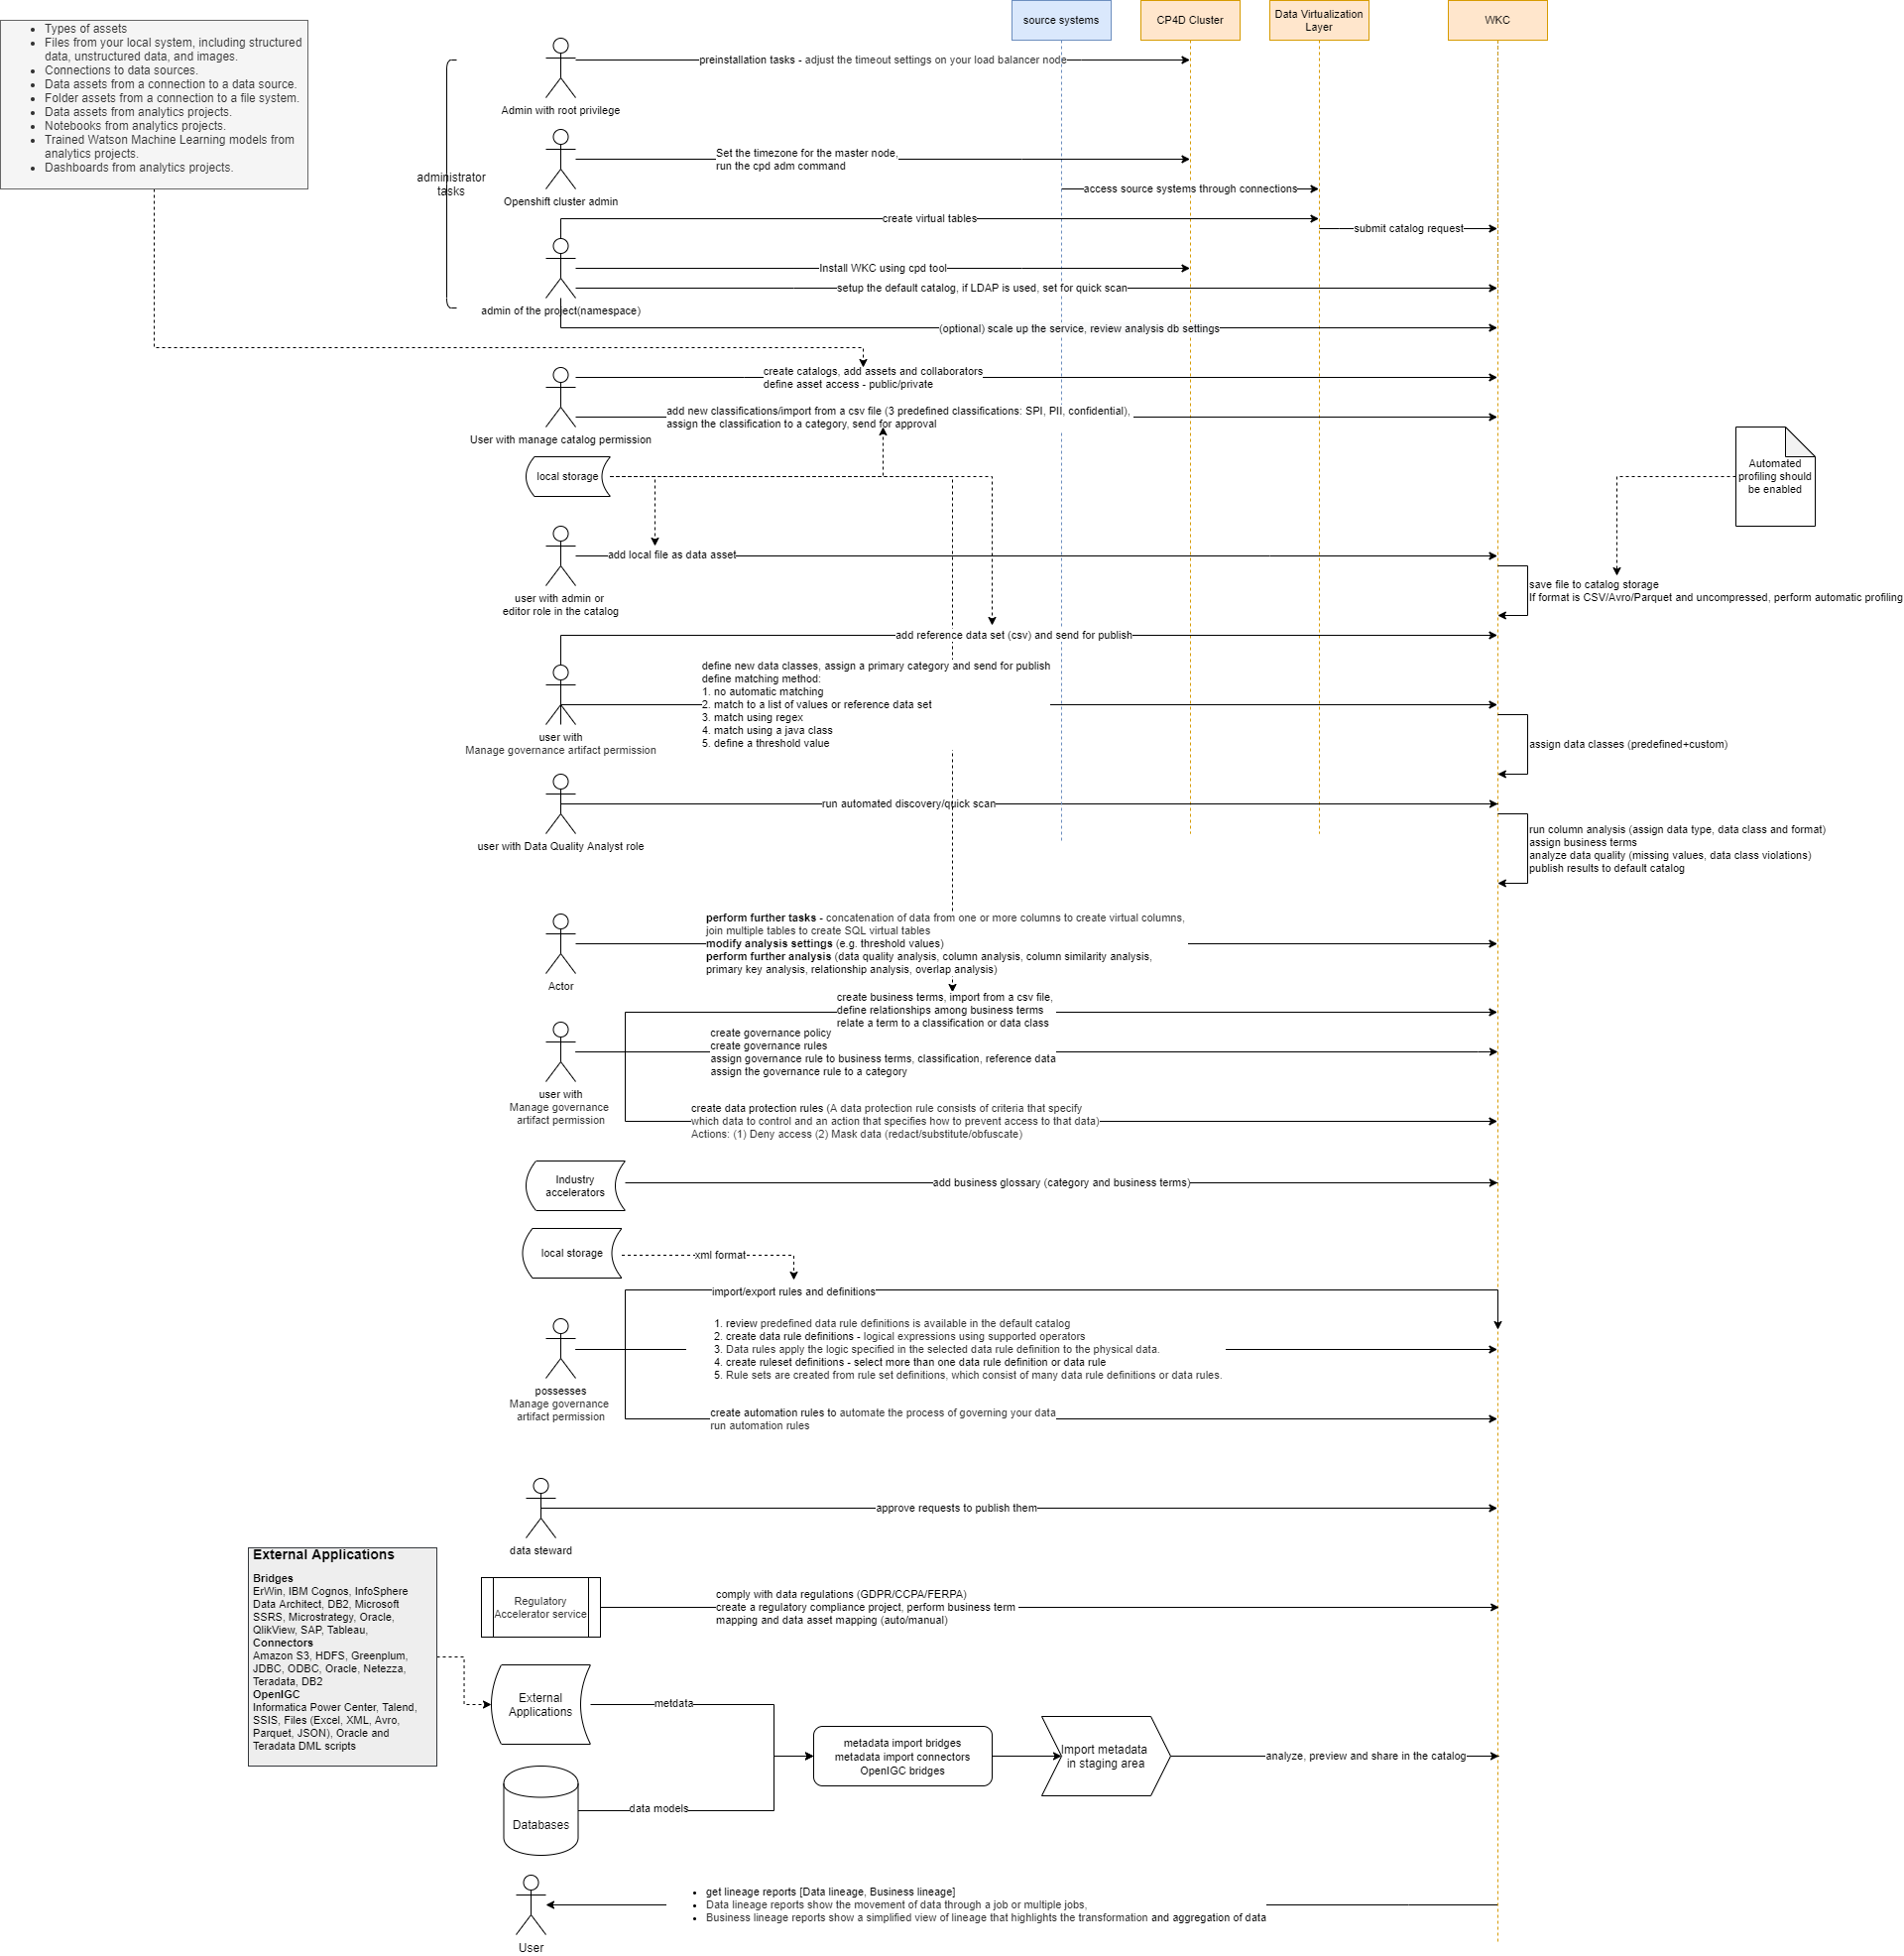 source systems
CP4D Cluster
Data Virtualization
Layer
WKC
Types of assets
Files from your local system, including structured
data, unstructured data, and images.
Connections to data sources.
Data assets from a connection to a data source.
Folder assets from a connection to a file system.
Data assets from analytics projects.
Notebooks from analytics projects.
Trained Watson Machine Learning models from
analytics projects.
Dashboards from analytics projects.
administrator
tasks
preinstallation tasks - adjust the timeout settings on your load balancer node
Admin with root privilege
Set the timezone for the master node,
run the cpd adm command
Openshift cluster admin
access source systems through connections
create virtual tables
submit catalog request
Install WKC using cpd tool
setup the default catalog, if LDAP is used, set for quick scan
admin of the project(namespace)
(optional) scale up the service, review analysis db settings
create catalogs, add assets and collaborators
define asset access - public/private
add new classifications/import from a csv file (3 predefined classifications: SPI, PII, confidential),
assign the classification to a category, send for approval
User with manage catalog permission
local storage
Automated
profiling should
be enabled
add local file as data asset
user with admin or
editor role in the catalog
save file to catalog storage
If format is CSV/Avro/Parquet and uncompressed, perform automatic profiling
add reference data set (csv) and send for publish
define new data classes, assign a primary category and send for publish
define matching method:
1. no automatic matching
2. match to a list of values or reference data set
3. match using regex
4. match using a java class
5. define a threshold value
user with
Manage governance artifact permission
assign data classes (predefined+custom)
run automated discovery/quick scan
user with Data Quality Analyst role
run column analysis (assign data type, data class and format)
assign business terms
analyze data quality (missing values, data class violations)
publish results to default catalog
perform further tasks - concatenation of data from one or more columns to create virtual columns,
join multiple tables to create SQL virtual tables
modify analysis settings (e.g. threshold values)
perform further analysis (data quality analysis, column analysis, column similarity analysis,
primary key analysis, relationship analysis, overlap analysis)
Actor
create business terms, import from a csv file,
define relationships among business terms
relate a term to a classification or data class
create governance policy
create governance rules
assign governance rule to business terms, classification, reference data
assign the governance rule to a category
user with
Manage governance
artifact permission
create data protection rules (A data protection rule consists of criteria that specify
which data to control and an action that specifies how to prevent access to that data)
Actions: (1) Deny access (2) Mask data (redact/substitute/obfuscate)
Industry
accelerators
add business glossary (category and business terms)
local storage
xml format
import/export rules and definitions
1. review predefined data rule definitions is available in the default catalog
2. create data rule definitions - logical expressions using supported operators
3. Data rules apply the logic specified in the selected data rule definition to the physical data.
4. create ruleset definitions - select more than one data rule definition or data rule
5. Rule sets are created from rule set definitions, which consist of many data rule definitions or data rules.
possesses
Manage governance
artifact permission
create automation rules to automate the process of governing your data
run automation rules
approve requests to publish them
data steward
External Applications
Bridges
ErWin, IBM Cognos, InfoSphere
Data Architect, DB2, Microsoft
SSRS, Microstrategy, Oracle,
QlikView, SAP, Tableau,
Connectors
Amazon S3, HDFS, Greenplum,
JDBC, ODBC, Oracle, Netezza,
Teradata, DB2
OpenIGC
Informatica Power Center, Talend,
SSIS, Files (Excel, XML, Avro,
Parquet, JSON), Oracle and
Teradata DML scripts
Regulatory
Accelerator service
comply with data regulations (GDPR/CCPA/FERPA)
create a regulatory compliance project, perform business term
mapping and data asset mapping (auto/manual)
External
Applications
metdata
metadata import bridges
metadata import connectors
OpenIGC bridges
Import metadata
in staging area
analyze, preview and share in the catalog
data models
Databases
get lineage reports [Data lineage, Business lineage]
Data lineage reports show the movement of data through a job or multiple jobs,
Business lineage reports show a simplified view of lineage that highlights the transformation and aggregation of data
User